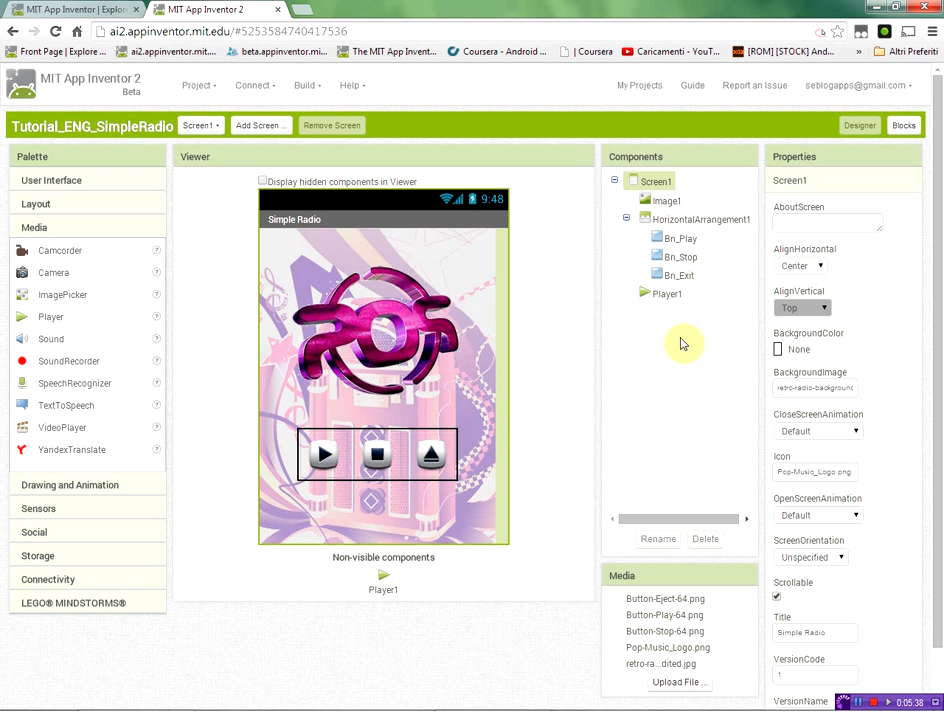 MIT App Inventor | Explor
MIT App Inventor 2
ai2.appinventor.mit.edu/#5253584740417536
Front Page | Explore ...
ai2.appinventor.mit....
beta.appinventor.mi...
The MIT App Invent...
Coursera - Android ...
| Coursera
Caricamenti - YouT...
[ROM] [STOCK] And...
»
Altri Preferiti
MIT App Inventor 2
Beta
Project
Connect
Build
Help
My Projects
Guide
Report an Issue
seblogapps@gmail.com
Tutorial_ENG_SimpleRadio
Screen1
Add Screen ...
Remove Screen
Designer
Blocks
Palette
User Interface
Layout
Media
Camcorder ?
Camera ?
ImagePicker ?
Player ?
Sound ?
SoundRecorder ?
SpeechRecognizer ?
TextToSpeech ?
VideoPlayer ?
YandexTranslate ?
Drawing and Animation
Sensors
Social
Storage
Connectivity
LEGO® MINDSTORMS®
Viewer
Display hidden components in Viewer
9:48
Simple Radio
Non-visible components
Player1
Components
Screen1
Image1
HorizontalArrangement1
Bn_Play
Bn_Stop
Bn_Exit
Player1
Rename
Delete
Media
Button-Eject-64.png
Button-Play-64.png
Button-Stop-64.png
Pop-Music_Logo.png
retro-ra...dited.jpg
Upload File ...
Properties
Screen1
AboutScreen
AlignHorizontal
Center
AlignVertical
Top
BackgroundColor
None
BackgroundImage
retro-radio-background
CloseScreenAnimation
Default
Icon
Pop-Music_Logo.png
OpenScreenAnimation
Default
ScreenOrientation
Unspecified
Scrollable
Title
Simple Radio
VersionCode
1
VersionName
0:05:38